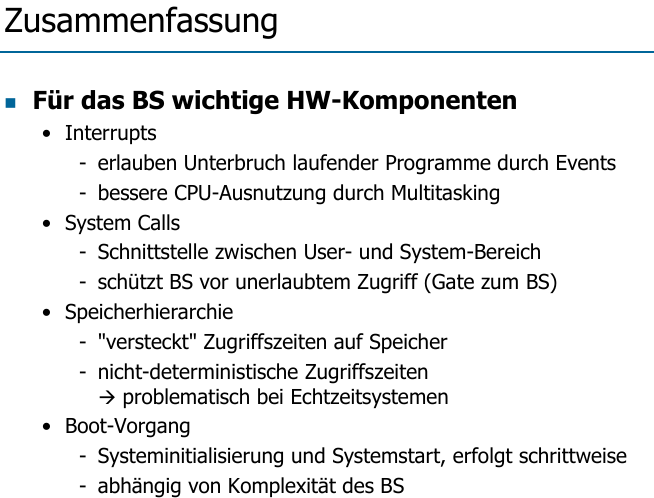 Zusammenfassung
Für das BS wichtige HW-Komponenten
• Interrupts
- erlauben Unterbruch laufender Programme durch Events
- bessere CPU-Ausnutzung durch Multitasking
• System Calls
- Schnittstelle zwischen User- und System-Bereich
- schützt BS vor unerlaubtem Zugriff (Gate zum BS)
• Speicherhierarchie
- "versteckt" Zugriffszeiten auf Speicher
- nicht-deterministische Zugriffszeiten
→ problematisch bei Echtzeitsystemen
• Boot-Vorgang
- Systeminitialisierung und Systemstart, erfolgt schrittweise
- abhängig von Komplexität des BS